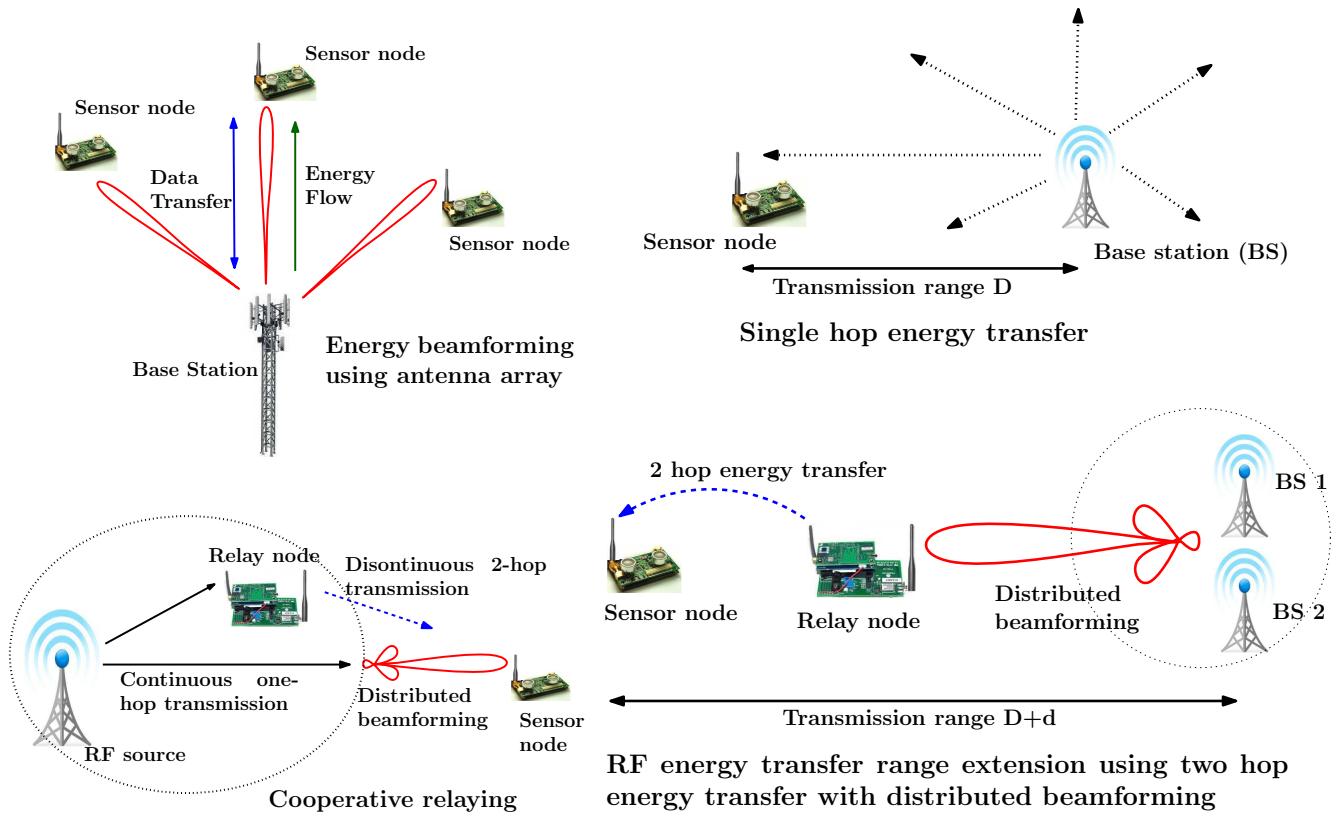 Sensor node
Sensor node
Data
Transfer
Energy
Flow
Sensor node
Base Station
Energy beamforming
using antenna array
Sensor node
Base station (BS)
Transmission range D
Single hop energy transfer
Relay node
Disontinuous 2-hop
transmission
Continuous one-
hop transmission
Distributed
beamforming
Sensor
node
RF source
Cooperative relaying
2 hop energy transfer
BS 1
BS 2
Sensor node
Relay node
Distributed
beamforming
Transmission range D+d
RF energy transfer range extension using two hop
energy transfer with distributed beamforming